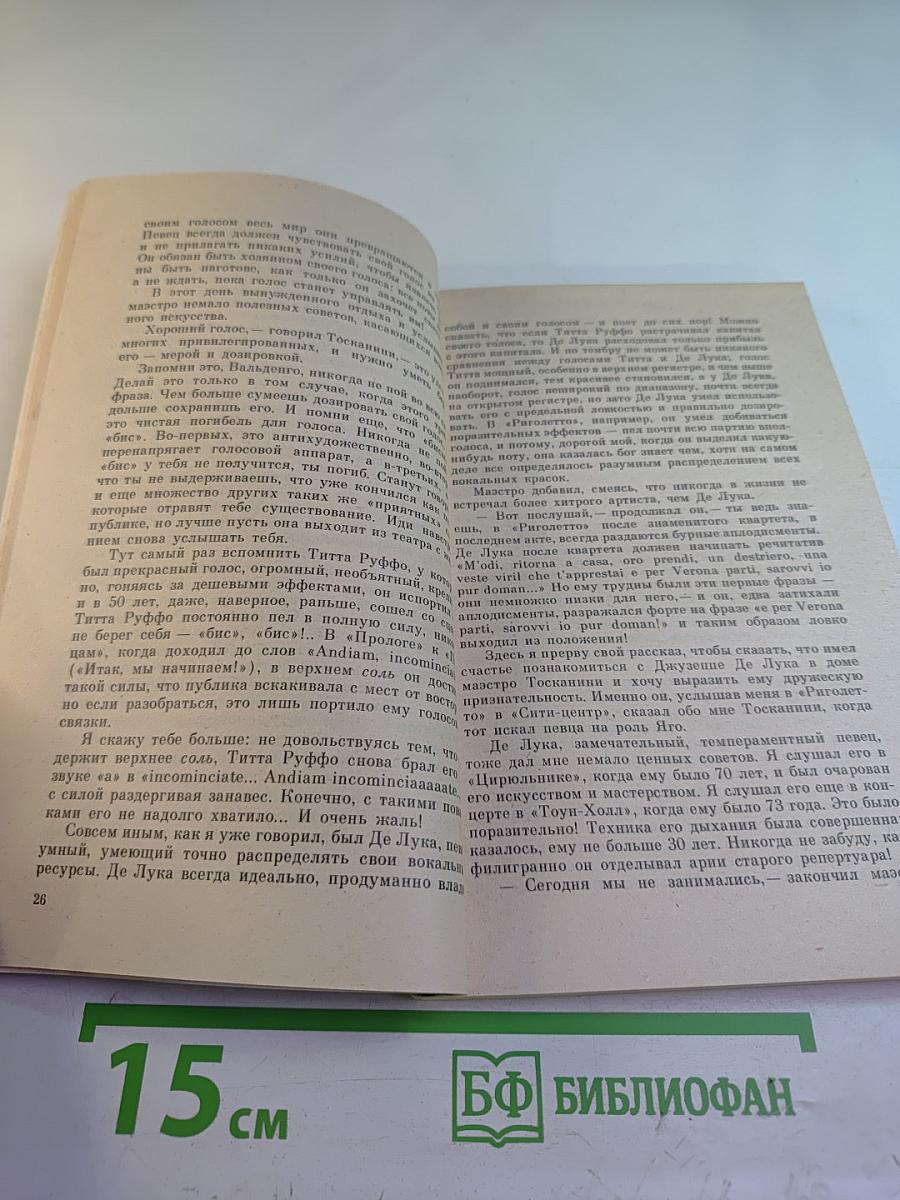 своим голосом весь мир они превращаются в
Певец всегда должен чувствовать свой голос
и не прилагать никаких усилий, чтобы
Он обязан быть хозяином своего голоса: все
ны быть наготове, как только он захочет
а не ждать, пока голос станет управлять им!
В этот день вынужденного отдыха я услышал
маэстро немало полезных советов, касающихся
ного искусства.
Хороший голос,— говорил Тосканини,— это
многих привилегированных, и нужно уметь
его — мерой и дозировкой.
Запомни это, Вальденго, никогда не пой во всю
Делай это только в том случае, когда этого
фраза. Чем больше сумеешь дозировать свой голос
дольше сохранишь его. И помни еще, что «бис»
это чистая погибель для голоса. Никогда не
«бис». Во-первых, это антихудожественно,
перенапрягает голосовой аппарат, а в-третьих,
«бис» у тебя не получится, ты погиб. Станут
что ты не выдерживаешь, что уже кончился как
и еще множество других таких же «приятных»
которые отравят тебе существование. Иди
публике, но лучше пусть она выходит из театра с
нием снова услышать тебя.
Тут самый раз вспомнить Титта Руффо, у
был прекрасный голос, огромный, необъятный,
но, гоняясь за дешевыми эффектами, он испортил
и в 50 лет, даже, наверное, раньше, сошел со
Титта Руффо постоянно пел в полную силу,
не берег себя — «бис», «бис»!.. В «Прологе» к
цам», когда доходил до слов «Andiam,
(«Итак, мы начинаем!»), в верхнем соль он
такой силы, что публика вскакивала с мест от
но если разобраться, это лишь портило ему
связки.
Я скажу тебе больше: не довольствуясь тем, что
держит верхнее соль, Титта Руффо снова брал его
звуке «а» в «incominciate... Andiam incominciaaaaate
с силой раздергивая занавес. Конечно, с такими
ками его не надолго хватило... И очень жаль!
Совсем иным, как я уже говорил, был Де Лука,
умный, умеющий точно распределять свои
ресурсы. Де Лука всегда идеально, продуманно
26
собой и своим голосом — и поет до сих пор! Можно
сказать, что если Титта Руффо растрачивал капитал
своего голоса, то Де Лука расходовал только прибыль
с этого капитала. И по тембру не может быть никакого
сравнения между голосами Титта и Де Лука; голос
Титта мощный, особенно в верхнем регистре, и чем выше
он поднимался, тем красивее становился, а у Де Лука,
наоборот, голос неширокий по диапазону, почти всегда
на открытом регистре, но зато Де Лука умел использо-
вать его с предельной ловкостью и правильно дозиро-
вать. В «Риголетто», например, он умел добиваться
поразительных эффектов — пел почти всю партию впол-
голоса, и потому, дорогой мой, когда он выделял какую-
нибудь ноту, она казалась бог знает чем, хотя на самом
деле все определялось разумным распределением всех
вокальных красок.
Маэстро добавил, смеясь, что никогда в жизни не
встречал более хитрого артиста, чем Де Лука.
— Вот послушай,— продолжал он,— ты ведь зна-
ешь, в «Риголетто» после знаменитого квартета, в
последнем акте, всегда раздаются бурные аплодисменты.
Де Лука после квартета должен начинать речитатив
«M'odi, ritorna a casa, oro prendi, un destriero, una
veste viril che t'apprestai e per Verona parti, sarovvi io
pur doman...» Но ему трудны были эти первые фразы —
они немножко низки для него,— и он, едва затихали
аплодисменты, разражался форте на фразе «e per Verona
parti, sárovvi io pur doman!» и таким образом ловко
выходил из положения!
Здесь я прерву свой рассказ, чтобы сказать, что имел
счастье познакомиться с Джузеппе Де Лука в доме
маэстро Тосканини и хочу выразить ему дружескую
признательность. Именно он, услышав меня в «Риголет-
то» в «Сити-центр», сказал обо мне Тосканини, когда
тот искал певца на роль Яго.
Де Лука, замечательный, темпераментный певец,
тоже дал мне немало ценных советов. Я слушал его в
«Цирюльнике», когда ему было 70 лет, и был очарован
его искусством и мастерством. Я слушал его еще в кон-
церте в «Тоун-Холл», когда ему было 73 года. Это было
поразительно! Техника его дыхания была совершенна:
казалось, ему не больше 30 лет. Никогда не забуду,
филигранно он отделывал арии старого репертуара!
— Сегодня мы не занимались,— закончил
15 см
БФ БИБЛИОФАН